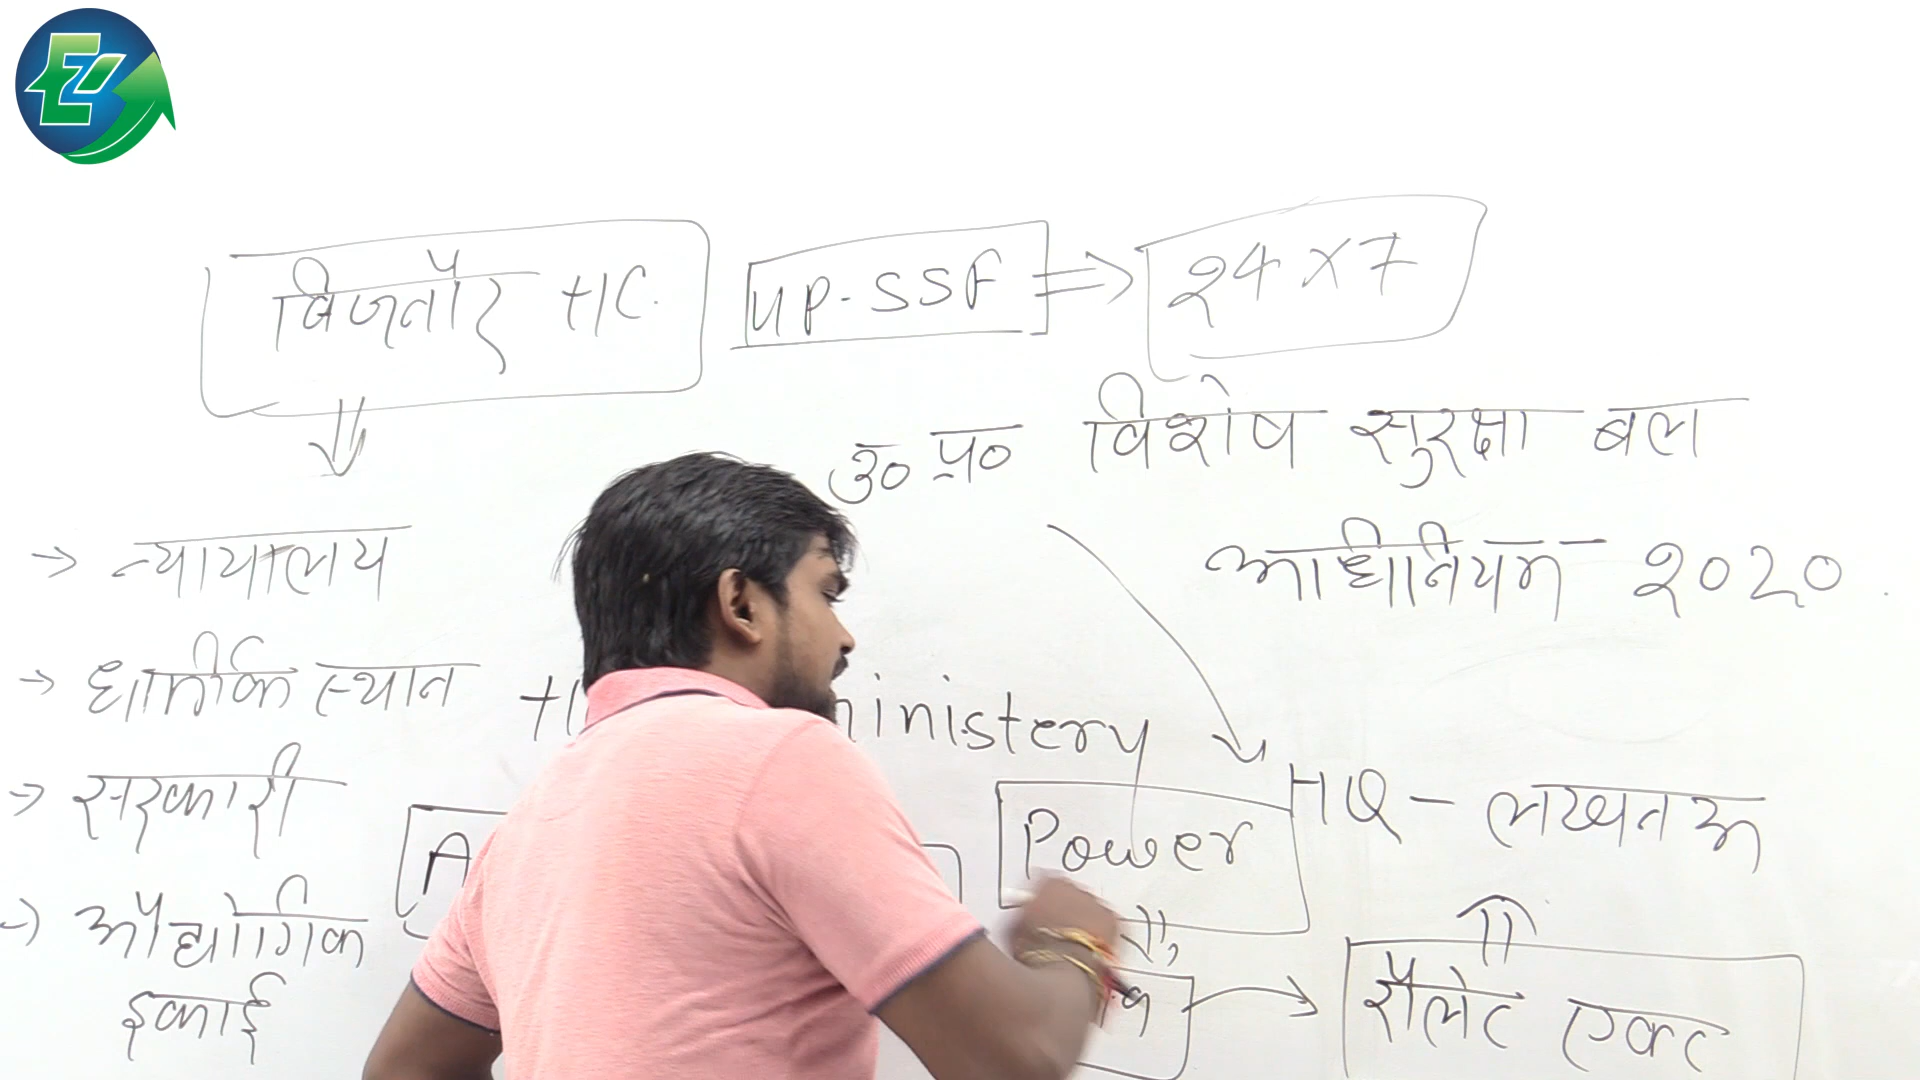 बिजनौर HC.
UP-SSF ⇒ 24×7
उ० प्र० विशेष सुरक्षा बल
अधिनियम 2020
→ न्यायालय
→ धार्मीक स्थान
→ सरकारी
→ औद्योगिक
इकाई
ministery
Power
HQ - लखनऊ
रौलेट एक्ट